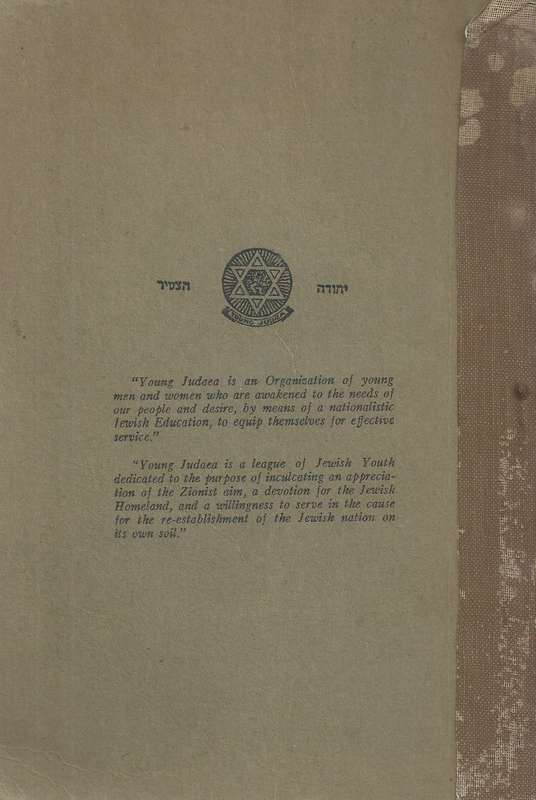 יהודה הצעיר
YOUNG JUDAEA
"Young Judaea is an Organization of young
men and women who are awakened to the needs of
our people and desire, by means of a nationalistic
Jewish Education, to equip themselves for effective
service."
"Young Judaea is a league of Jewish Youth
dedicated to the purpose of inculcating an apprecia-
tion of the Zionist aim, a devotion for the Jewish
Homeland, and a willingness to serve in the cause
for the re-establishment of the Jewish nation on
its own soil."